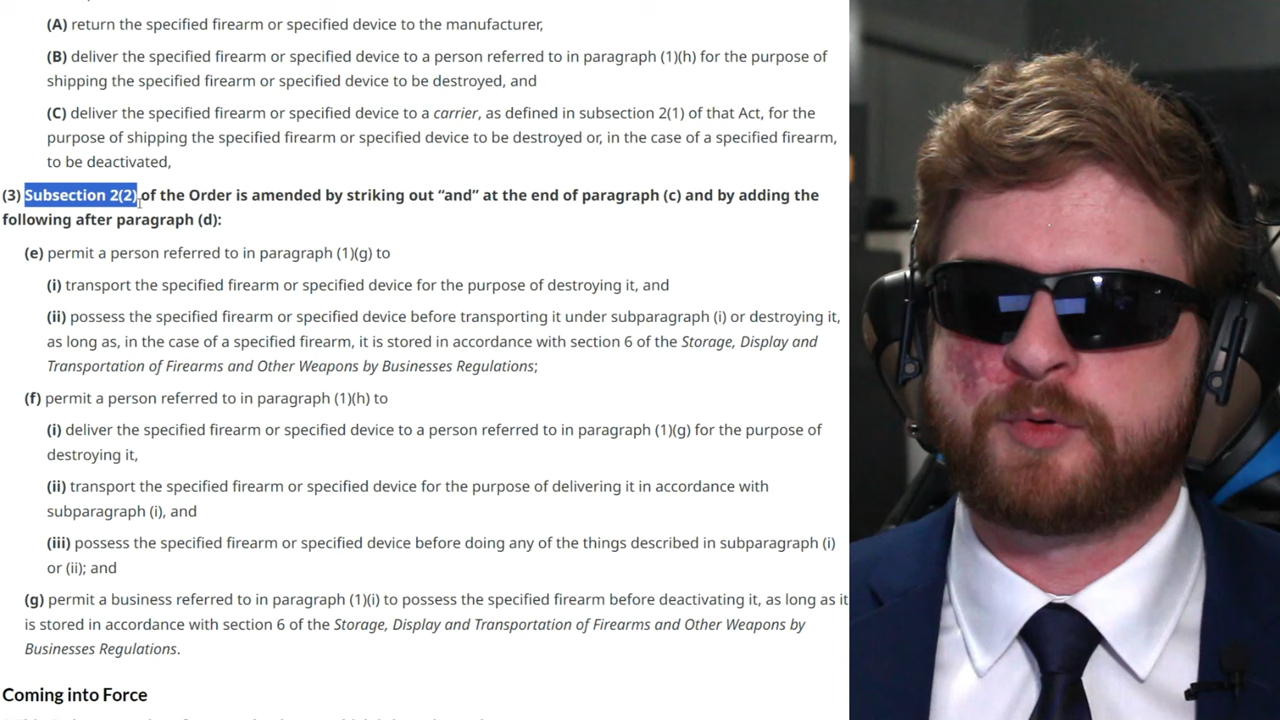 (A) return the specified firearm or specified device to the manufacturer,
(B) deliver the specified firearm or specified device to a person referred to in paragraph (1)(h) for the purpose of
shipping the specified firearm or specified device to be destroyed, and
(C) deliver the specified firearm or specified device to a carrier, as defined in subsection 2(1) of that Act, for the
purpose of shipping the specified firearm or specified device to be destroyed or, in the case of a specified firearm,
to be deactivated,
(3) Subsection 2(2) of the Order is amended by striking out “and” at the end of paragraph (c) and by adding the
following after paragraph (d):
(e) permit a person referred to in paragraph (1)(g) to
(i) transport the specified firearm or specified device for the purpose of destroying it, and
(ii) possess the specified firearm or specified device before transporting it under subparagraph (i) or destroying it,
as long as, in the case of a specified firearm, it is stored in accordance with section 6 of the Storage, Display and
Transportation of Firearms and Other Weapons by Businesses Regulations;
(f) permit a person referred to in paragraph (1)(h) to
(i) deliver the specified firearm or specified device to a person referred to in paragraph (1)(g) for the purpose of
destroying it,
(ii) transport the specified firearm or specified device for the purpose of delivering it in accordance with
subparagraph (i), and
(iii) possess the specified firearm or specified device before doing any of the things described in subparagraph (i)
or (ii); and
(g) permit a business referred to in paragraph (1)(i) to possess the specified firearm before deactivating it, as long as it
is stored in accordance with section 6 of the Storage, Display and Transportation of Firearms and Other Weapons by
Businesses Regulations.
Coming into Force